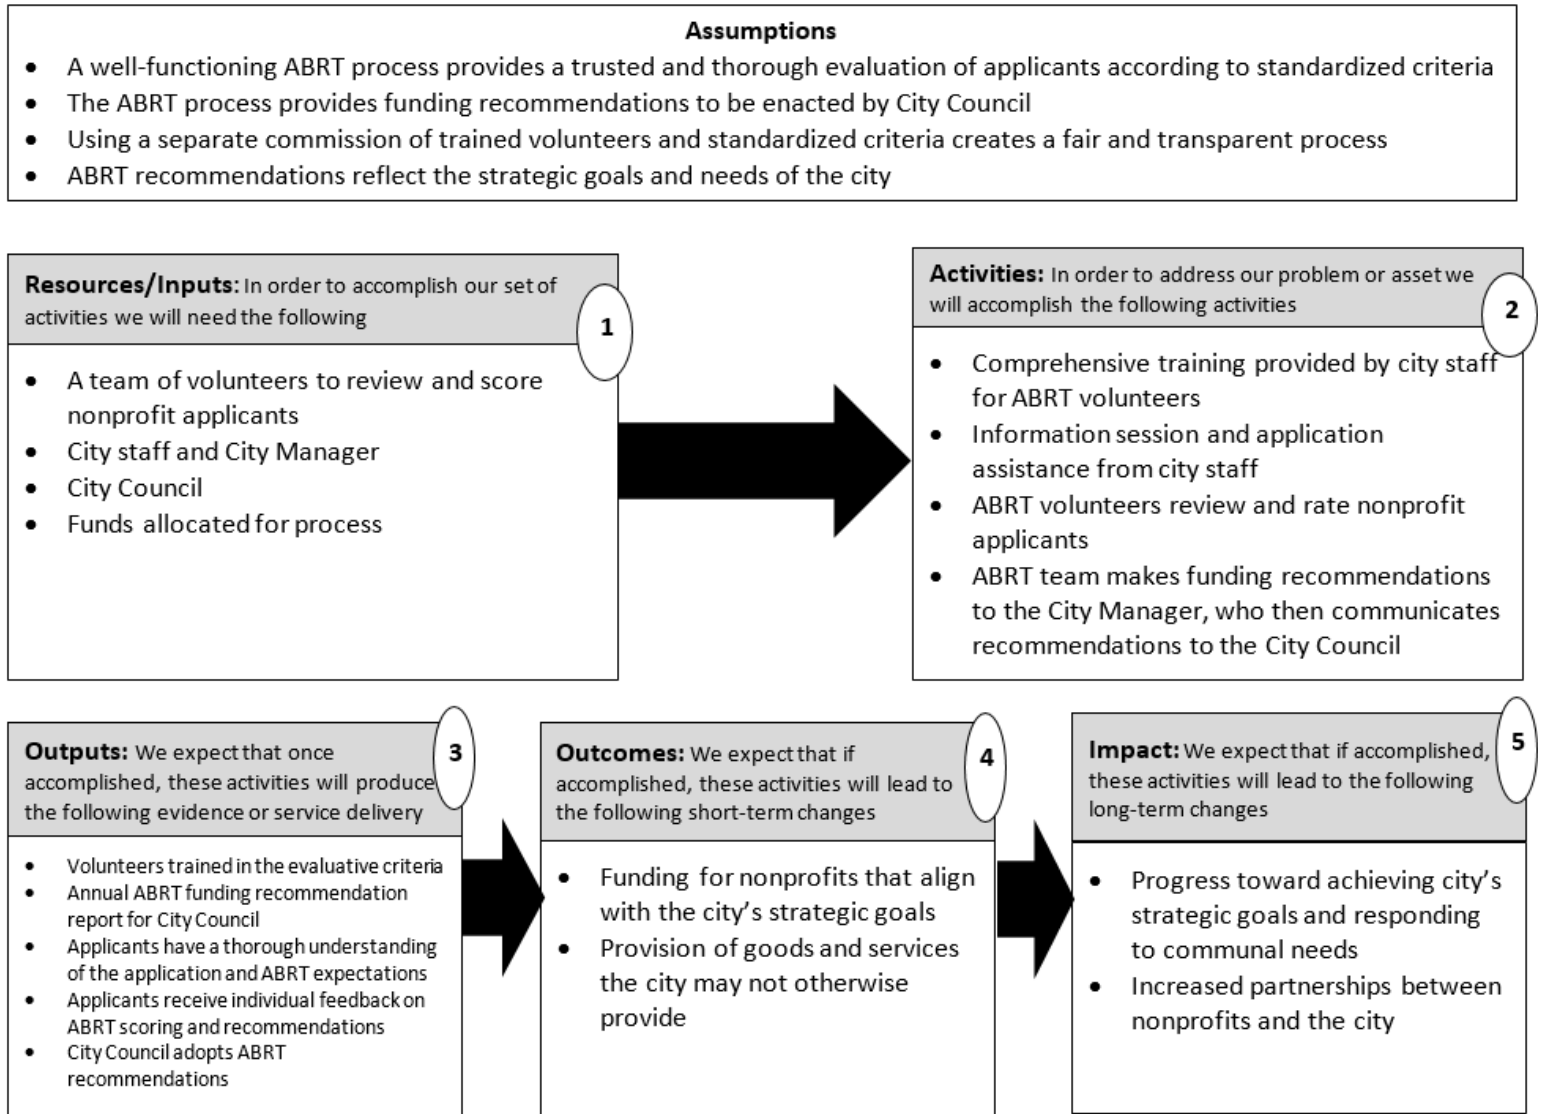 Assumptions
• A well-functioning ABRT process provides a trusted and thorough evaluation of applicants according to standardized criteria
• The ABRT process provides funding recommendations to be enacted by City Council
• Using a separate commission of trained volunteers and standardized criteria creates a fair and transparent process
• ABRT recommendations reflect the strategic goals and needs of the city
Resources/Inputs: In order to accomplish our set of
activities we will need the following
1
• A team of volunteers to review and score
nonprofit applicants
• City staff and City Manager
• City Council
• Funds allocated for process
Activities: In order to address our problem or asset we
will accomplish the following activities
2
• Comprehensive training provided by city staff
for ABRT volunteers
• Information session and application
assistance from city staff
• ABRT volunteers review and rate nonprofit
applicants
• ABRT team makes funding recommendations
to the City Manager, who then communicates
recommendations to the City Council
Outputs: We expect that once
accomplished, these activities will produce
the following evidence or service delivery
3
• Volunteers trained in the evaluative criteria
• Annual ABRT funding recommendation
report for City Council
• Applicants have a thorough understanding
of the application and ABRT expectations
• Applicants receive individual feedback on
ABRT scoring and recommendations
• City Council adopts ABRT
recommendations
Outcomes: We expect that if
accomplished, these activities will lead to
the following short-term changes
4
• Funding for nonprofits that align
with the city's strategic goals
• Provision of goods and services
the city may not otherwise
provide
Impact: We expect that if accomplished,
these activities will lead to the following
long-term changes
5
• Progress toward achieving city's
strategic goals and responding
to communal needs
• Increased partnerships between
nonprofits and the city